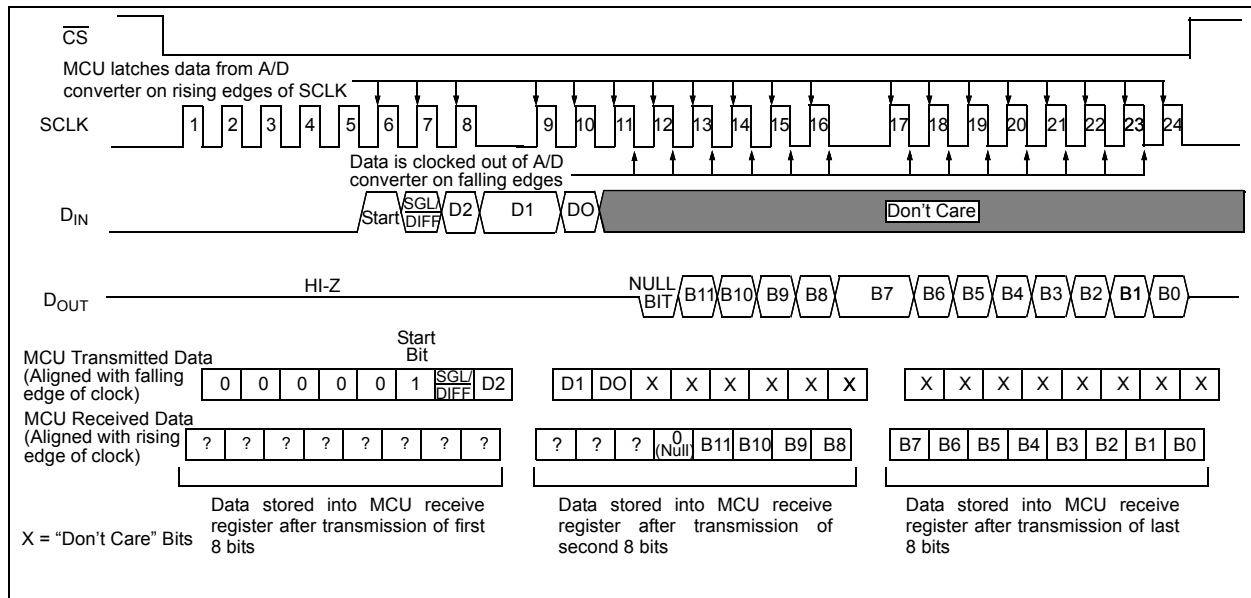 CS
MCU latches data from A/D
converter on rising edges of SCLK
SCLK
1 2 3 4 5 6 7 8 9 10 11 12 13 14 15 16 17 18 19 20 21 22 23 24
Data is clocked out of A/D
converter on falling edges
DIN
Start SGL/DIFF D2 D1 DO Don't Care
DOUT
HI-Z
NULL BIT B11 B10 B9 B8 B7 B6 B5 B4 B3 B2 B1 B0
Start
Bit
MCU Transmitted Data
(Aligned with falling
edge of clock)
0 0 0 0 0 1 SGL/DIFF D2
D1 DO X X X X X X
X X X X X X X X
MCU Received Data
(Aligned with rising
edge of clock)
? ? ? ? ? ? ? ?
? ? ? 0 (Null) B11 B10 B9 B8
B7 B6 B5 B4 B3 B2 B1 B0
Data stored into MCU receive
register after transmission of first
8 bits
Data stored into MCU receive
register after transmission of
second 8 bits
Data stored into MCU receive
register after transmission of last
8 bits
X = “Don't Care” Bits